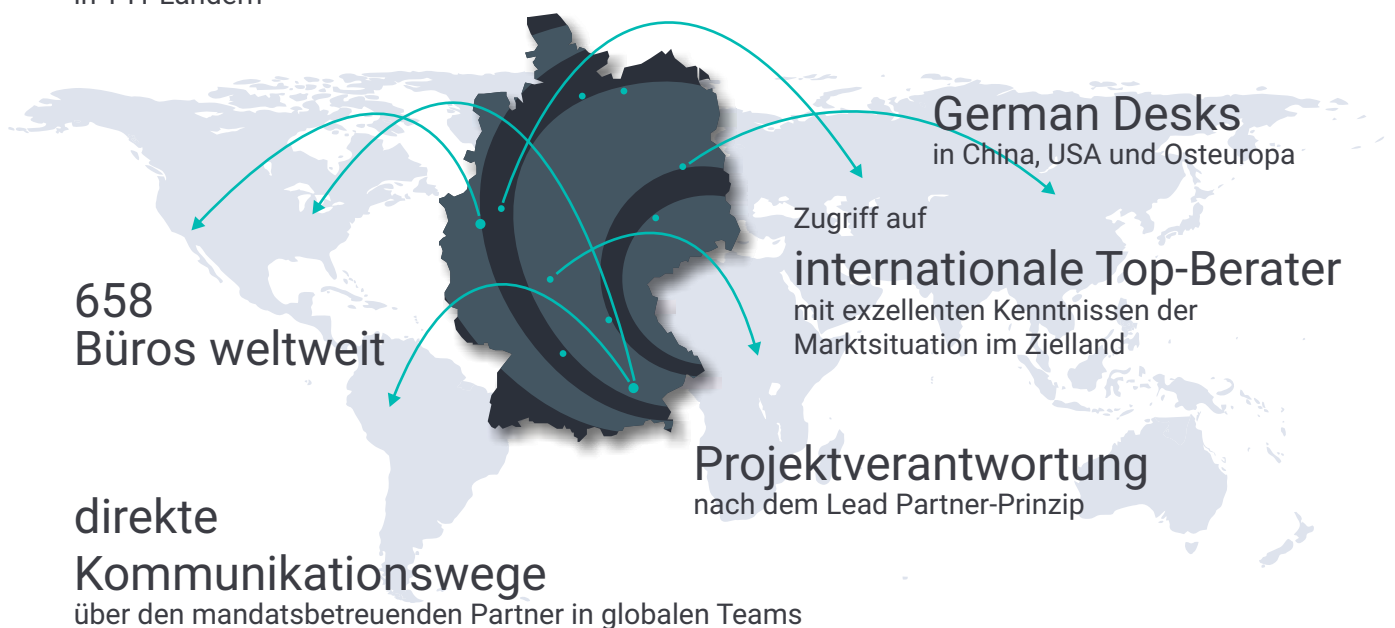 Ländern
German Desks
in China, USA und Osteuropa
Zugriff auf
internationale Top-Berater
mit exzellenten Kenntnissen der
Marktsituation im Zielland
658
Büros weltweit
Projektverantwortung
nach dem Lead Partner-Prinzip
direkte
Kommunikationswege
über den mandatsbetreuenden Partner in globalen Teams